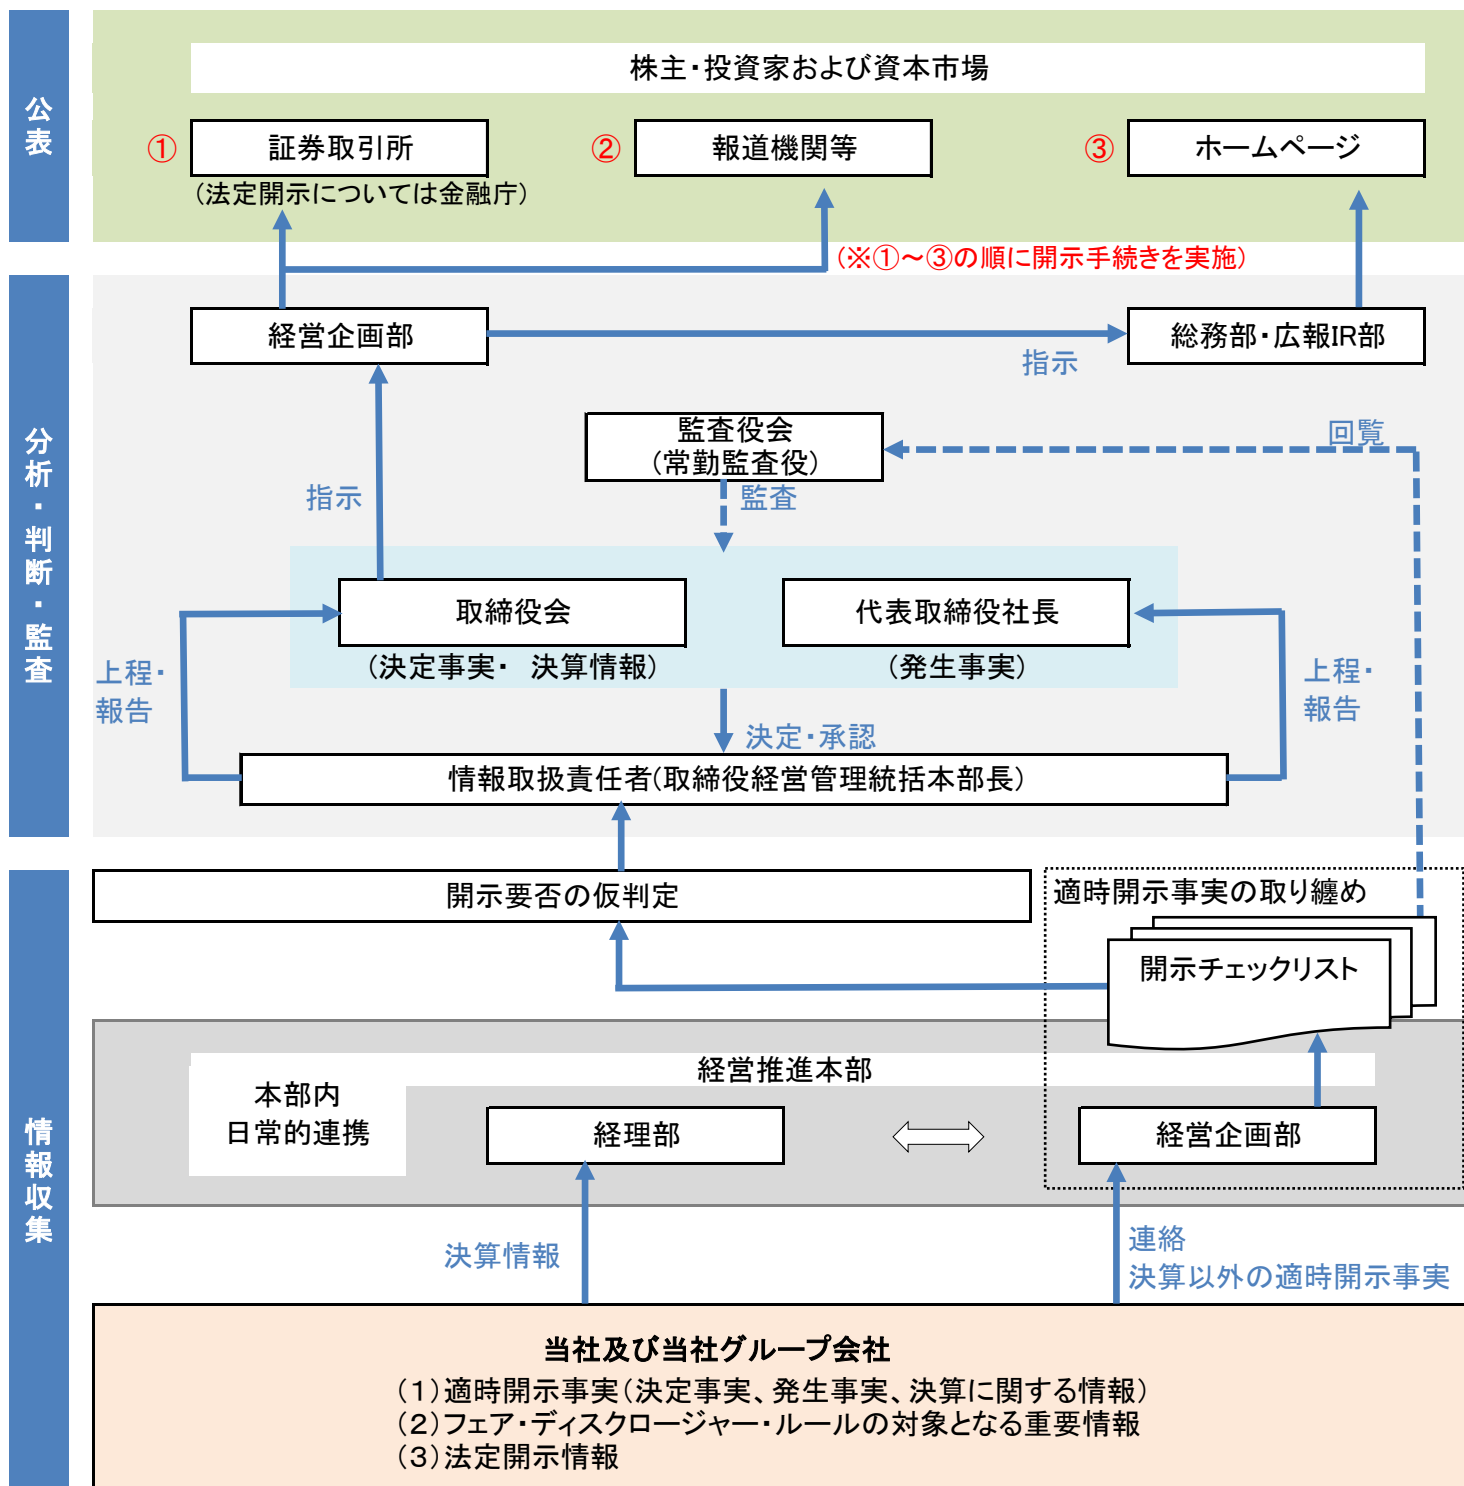 公表
株主・投資家および資本市場
① 証券取引所
② 報道機関等
③ ホームページ
(法定開示については金融庁)
(※①～③の順に開示手続きを実施)
分析・判断・監査
経営企画部
総務部・広報IR部
指示
監査役会
(常勤監査役)
回覧
指示
監査
取締役会
代表取締役社長
(決定事実・ 決算情報)
(発生事実)
上程・
報告
上程・
報告
決定・承認
情報取扱責任者(取締役経営管理統括本部長)
情報収集
開示要否の仮判定
適時開示事実の取り纏め
開示チェックリスト
経営推進本部
本部内
日常的連携
経理部
経営企画部
決算情報
連絡
決算以外の適時開示事実
当社及び当社グループ会社
(1)適時開示事実(決定事実、発生事実、決算に関する情報)
(2)フェア・ディスクロージャー・ルールの対象となる重要情報
(3)法定開示情報